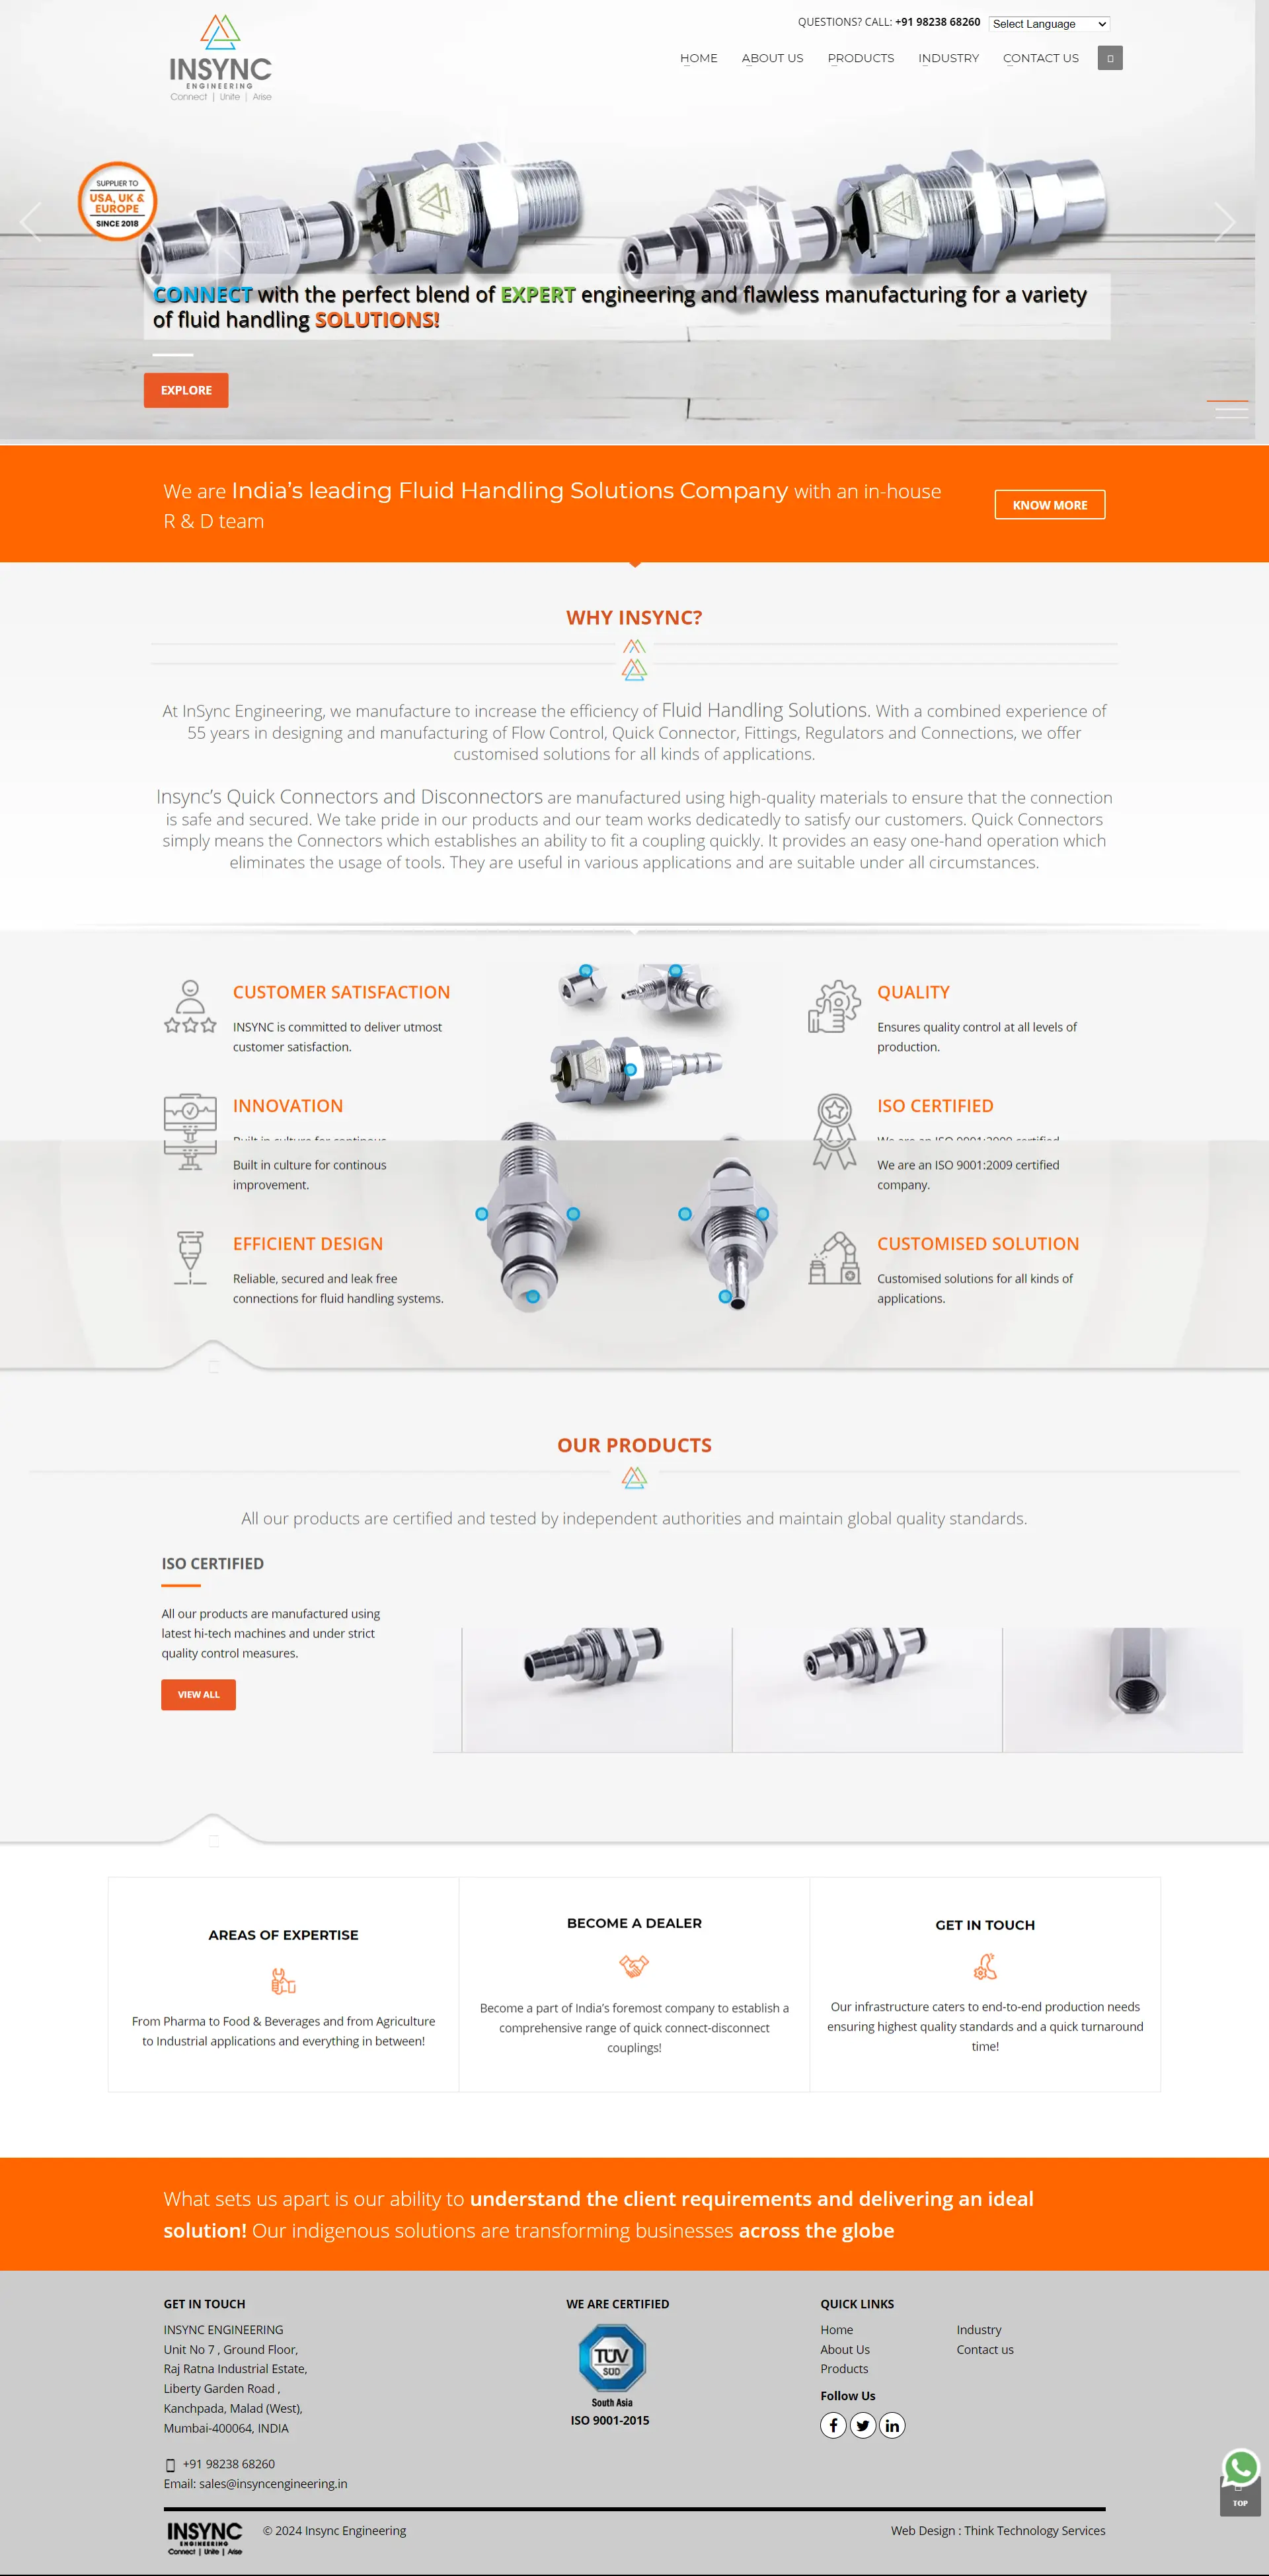 QUESTIONS? CALL: +91 98238 68260
Select Language
INSYNC
ENGINEERING
Connect | Unite | Arise
HOME
ABOUT US
PRODUCTS
INDUSTRY
CONTACT US
SUPPLIER TO
USA, UK &
EUROPE
SINCE 2018
CONNECT with the perfect blend of EXPERT engineering and flawless manufacturing for a variety
of fluid handling SOLUTIONS!
EXPLORE
We are India's leading Fluid Handling Solutions Company with an in-house
R & D team
KNOW MORE
WHY INSYNC?
At InSync Engineering, we manufacture to increase the efficiency of Fluid Handling Solutions. With a combined experience of
55 years in designing and manufacturing of Flow Control, Quick Connector, Fittings, Regulators and Connections, we offer
customised solutions for all kinds of applications.
Insync's Quick Connectors and Disconnectors are manufactured using high-quality materials to ensure that the connection
is safe and secured. We take pride in our products and our team works dedicatedly to satisfy our customers. Quick Connectors
simply means the Connectors which establishes an ability to fit a coupling quickly. It provides an easy one-hand operation which
eliminates the usage of tools. They are useful in various applications and are suitable under all circumstances.
CUSTOMER SATISFACTION
INSYNC is committed to deliver utmost
customer satisfaction.
INNOVATION
Built in culture for continous
Built in culture for continous
improvement.
EFFICIENT DESIGN
Reliable, secured and leak free
connections for fluid handling systems.
QUALITY
Ensures quality control at all levels of
production.
ISO CERTIFIED
We are an ISO 9001:2009 certified
We are an ISO 9001:2009 certified
company.
CUSTOMISED SOLUTION
Customised solutions for all kinds of
applications.
OUR PRODUCTS
All our products are certified and tested by independent authorities and maintain global quality standards.
ISO CERTIFIED
All our products are manufactured using
latest hi-tech machines and under strict
quality control measures.
VIEW ALL
AREAS OF EXPERTISE
From Pharma to Food & Beverages and from Agriculture
to Industrial applications and everything in between!
BECOME A DEALER
Become a part of India's foremost company to establish a
comprehensive range of quick connect-disconnect
couplings!
GET IN TOUCH
Our infrastructure caters to end-to-end production needs
ensuring highest quality standards and a quick turnaround
time!
What sets us apart is our ability to understand the client requirements and delivering an ideal
solution! Our indigenous solutions are transforming businesses across the globe
GET IN TOUCH
INSYNC ENGINEERING
Unit No 7 , Ground Floor,
Raj Ratna Industrial Estate,
Liberty Garden Road ,
Kanchpada, Malad (West),
Mumbai-400064, INDIA
+91 98238 68260
Email: sales@insyncengineering.in
WE ARE CERTIFIED
TÜV
SÜD
South Asia
ISO 9001-2015
QUICK LINKS
Home
About Us
Products
Industry
Contact us
Follow Us
TOP
INSYNC
ENGINEERING
Connect | Unite | Arise
© 2024 Insync Engineering
Web Design : Think Technology Services